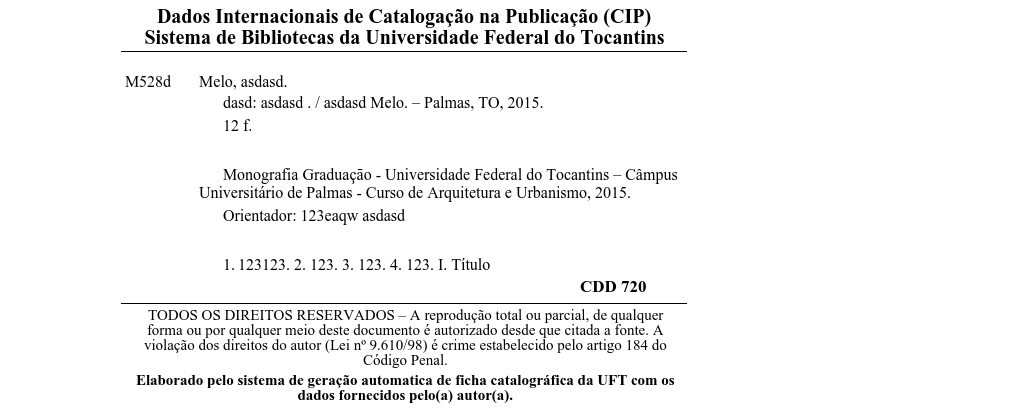 Dados Internacionais de Catalogação na Publicação (CIP)
Sistema de Bibliotecas da Universidade Federal do Tocantins
M528d Melo, asdasd.
dasd: asdasd . / asdasd Melo. – Palmas, TO, 2015.
12 f.
Monografia Graduação - Universidade Federal do Tocantins – Câmpus
Universitário de Palmas - Curso de Arquitetura e Urbanismo, 2015.
Orientador: 123eaqw asdasd
1. 123123. 2. 123. 3. 123. 4. 123. I. Título
CDD 720
TODOS OS DIREITOS RESERVADOS – A reprodução total ou parcial, de qualquer
forma ou por qualquer meio deste documento é autorizado desde que citada a fonte. A
violação dos direitos do autor (Lei nº 9.610/98) é crime estabelecido pelo artigo 184 do
Código Penal.
Elaborado pelo sistema de geração automatica de ficha catalográfica da UFT com os
dados fornecidos pelo(a) autor(a).